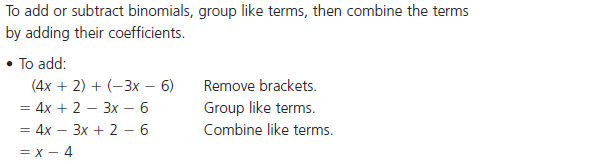 To add or subtract binomials, group like terms, then combine the terms
by adding their coefficients.
• To add:
(4x + 2) + (−3x − 6) Remove brackets.
= 4x + 2 − 3x − 6 Group like terms.
= 4x − 3x + 2 − 6 Combine like terms.
= x − 4